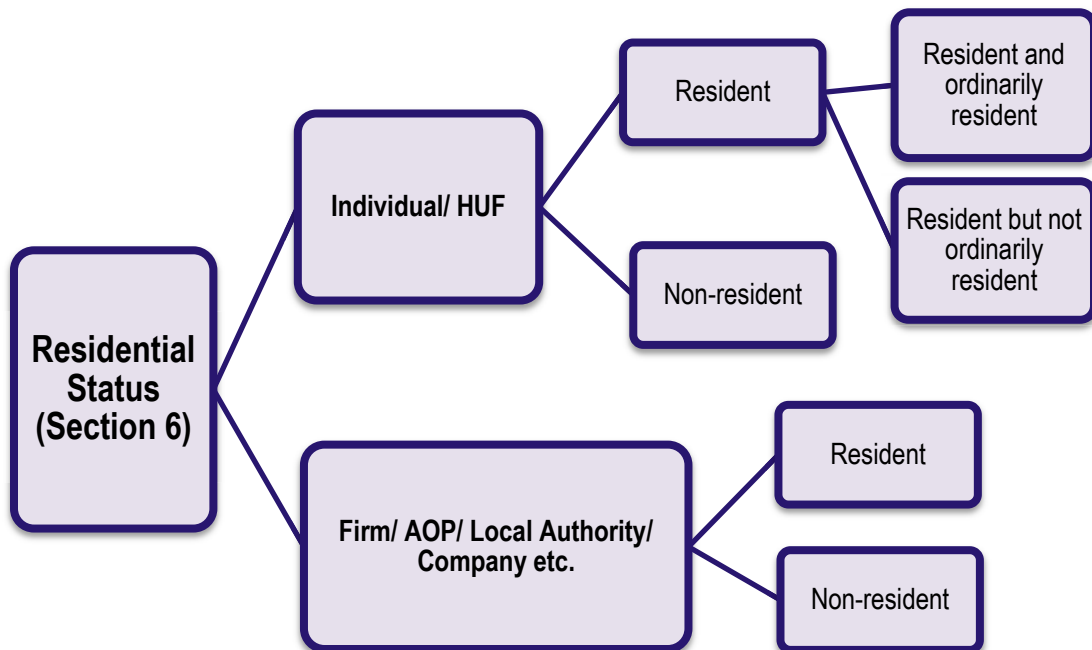 Residential
Status
(Section 6)
Individual/ HUF
Resident
Resident and
ordinarily
resident
Resident but not
ordinarily
resident
Non-resident
Firm/ AOP/ Local Authority/
Company etc.
Resident
Non-resident